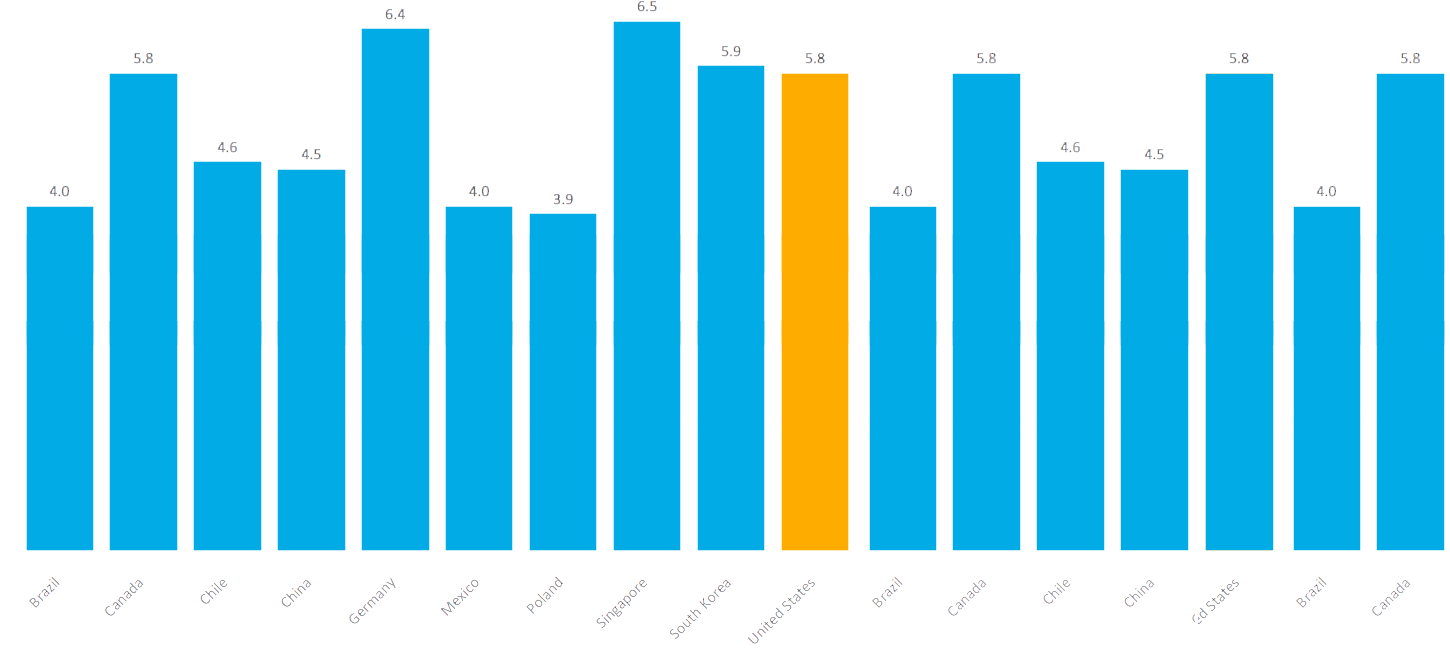 6.5
6.4
5.9
5.8
5.8
5.8
5.8
5.8
4.6
4.5
4.6
4.5
4.0
4.0
3.9
4.0
4.0
Brazil
Canada
Chile
China
Germany
Mexico
Poland
Singapore
South Korea
United States
Brazil
Canada
Chile
China
d States
Brazil
Canada